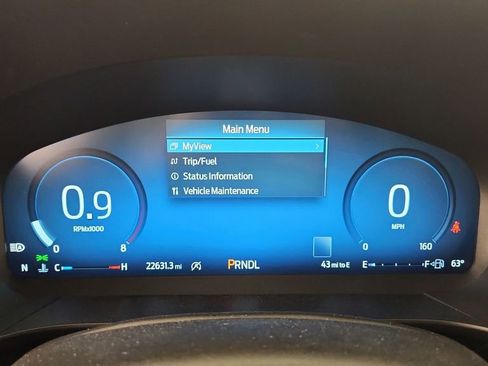 Main Menu
MyView
Trip/Fuel
Status Information
Vehicle Maintenance
0.9
RPMx1000
0 8
0
MPH
0 160
N C H 22631.3 mi PRNDL 43 mi to E E F 63°